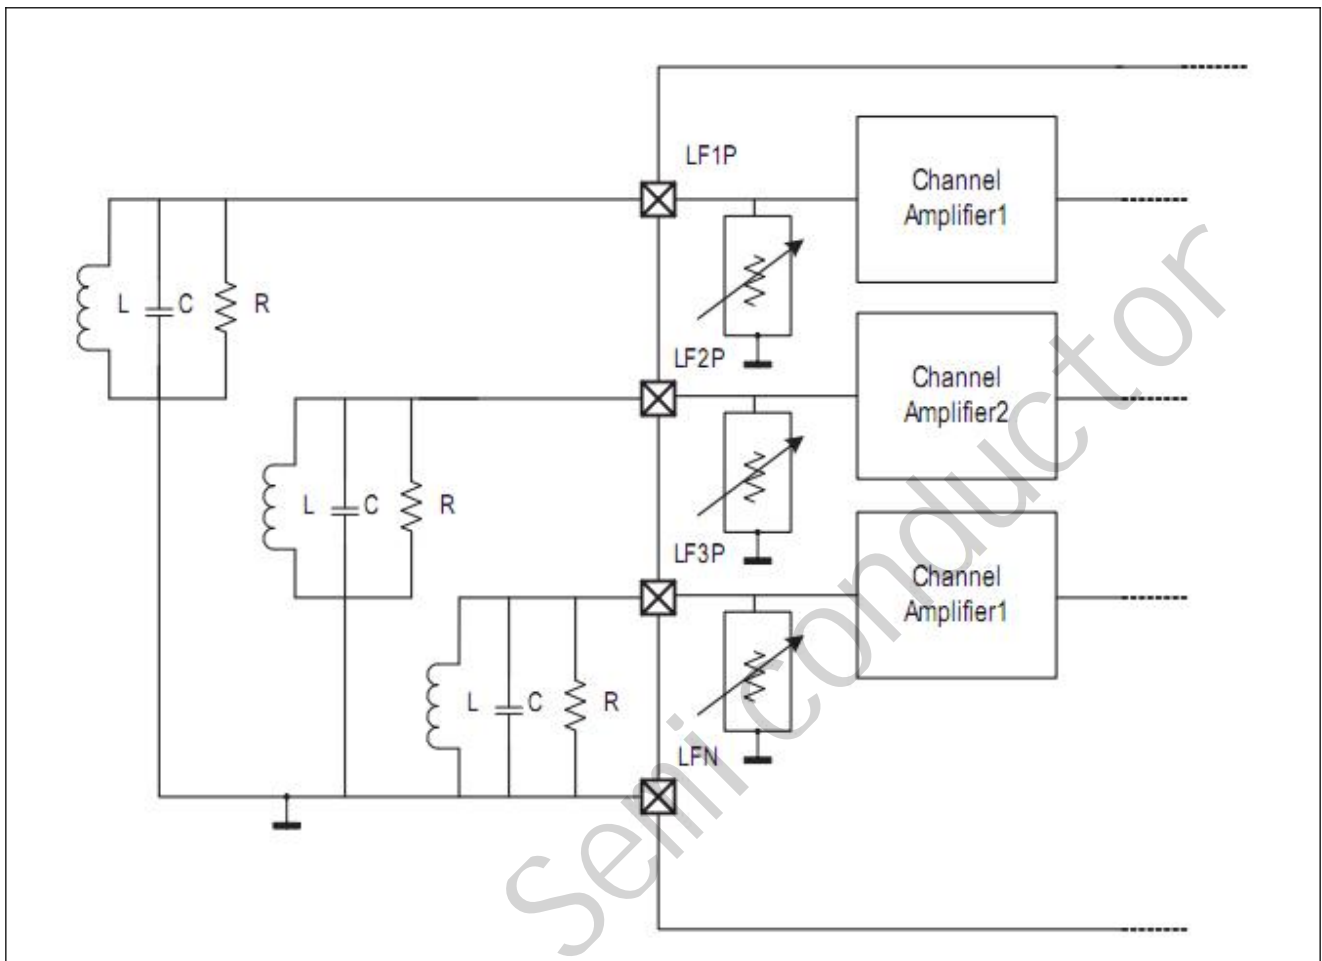 LF1P
Channel
Amplifier1
L C R
LF2P
Channel
Amplifier2
L C R
LF3P
Channel
Amplifier1
L C R
LFN
Semiconductor